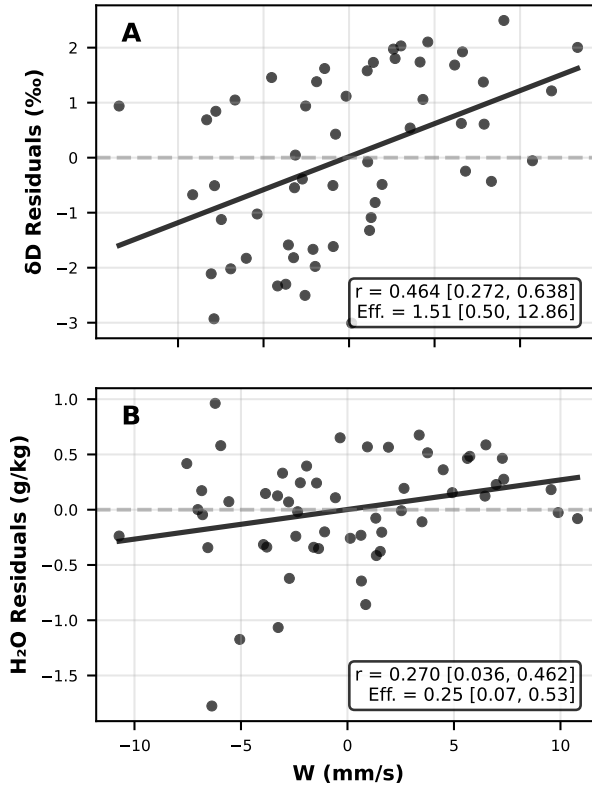 A
2
1
0
−1
−2
−3
δD Residuals (‰)
r = 0.464 [0.272, 0.638]
Eff. = 1.51 [0.50, 12.86]
B
1.0
0.5
0.0
−0.5
−1.0
−1.5
H₂O Residuals (g/kg)
r = 0.270 [0.036, 0.462]
Eff. = 0.25 [0.07, 0.53]
−10 −5 0 5 10
W (mm/s)